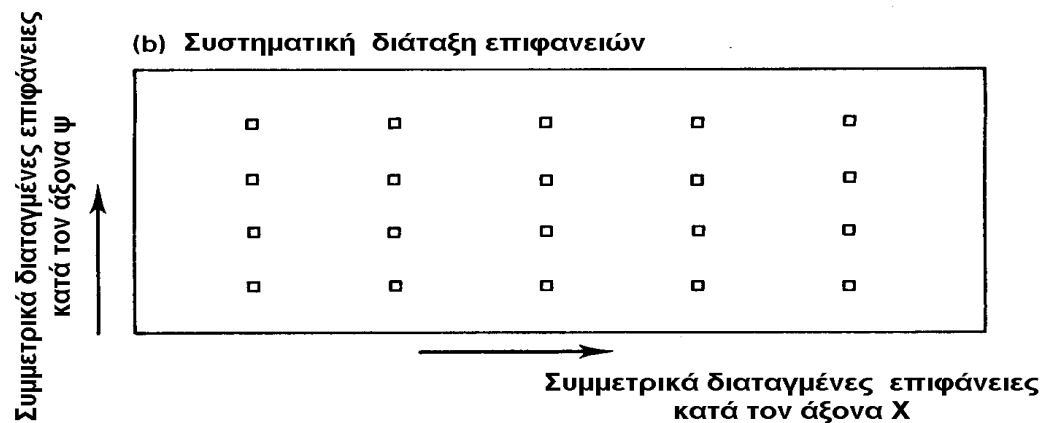 (b) Συστηματική διάταξη επιφανειών
Συμμετρικά διαταγμένες επιφάνειες
κατά τον άξονα ψ
Συμμετρικά διαταγμένες επιφάνειες
κατά τον άξονα Χ